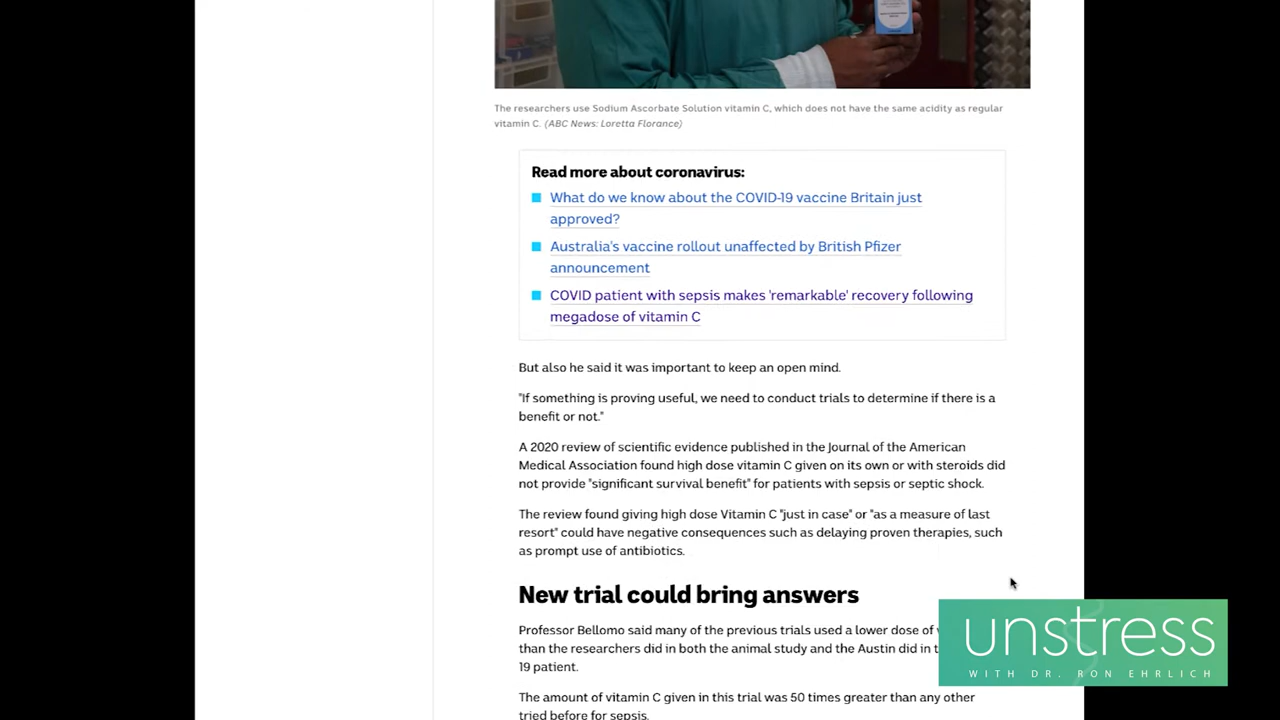 The researchers use Sodium Ascorbate Solution vitamin C, which does not have the same acidity as regular
vitamin C. (ABC News: Loretta Florance)
Read more about coronavirus:
What do we know about the COVID-19 vaccine Britain just
approved?
Australia's vaccine rollout unaffected by British Pfizer
announcement
COVID patient with sepsis makes 'remarkable' recovery following
megadose of vitamin C
But also he said it was important to keep an open mind.
"If something is proving useful, we need to conduct trials to determine if there is a
benefit or not."
A 2020 review of scientific evidence published in the Journal of the American
Medical Association found high dose vitamin C given on its own or with steroids did
not provide "significant survival benefit" for patients with sepsis or septic shock.
The review found giving high dose Vitamin C "just in case" or "as a measure of last
resort" could have negative consequences such as delaying proven therapies, such
as prompt use of antibiotics.
New trial could bring answers
Professor Bellomo said many of the previous trials used a lower dose of
than the researchers did in both the animal study and the Austin did in
19 patient.
The amount of vitamin C given in this trial was 50 times greater than any other
tried before for sepsis.
unstress
WITH DR. RON EHRLICH